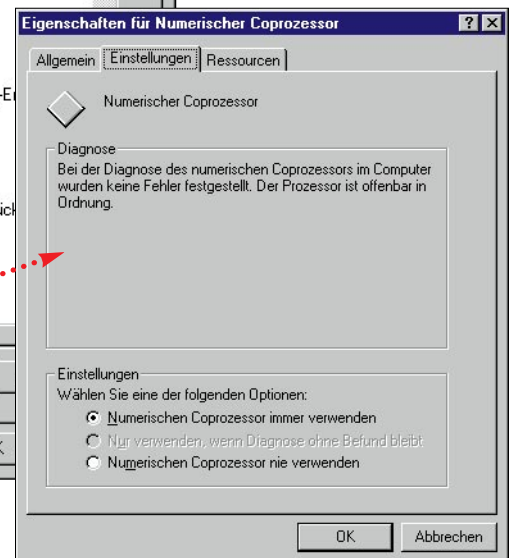 Eigenschaften für Numerischer Coprozessor
Allgemein Einstellungen Ressourcen
Numerischer Coprozessor
Diagnose
Bei der Diagnose des numerischen Coprozessors im Computer
wurden keine Fehler festgestellt. Der Prozessor ist offenbar in
Ordnung.
Einstellungen
Wählen Sie eine der folgenden Optionen:
Numerischen Coprozessor immer verwenden
Nur verwenden, wenn Diagnose ohne Befund bleibt
Numerischen Coprozessor nie verwenden
OK Abbrechen